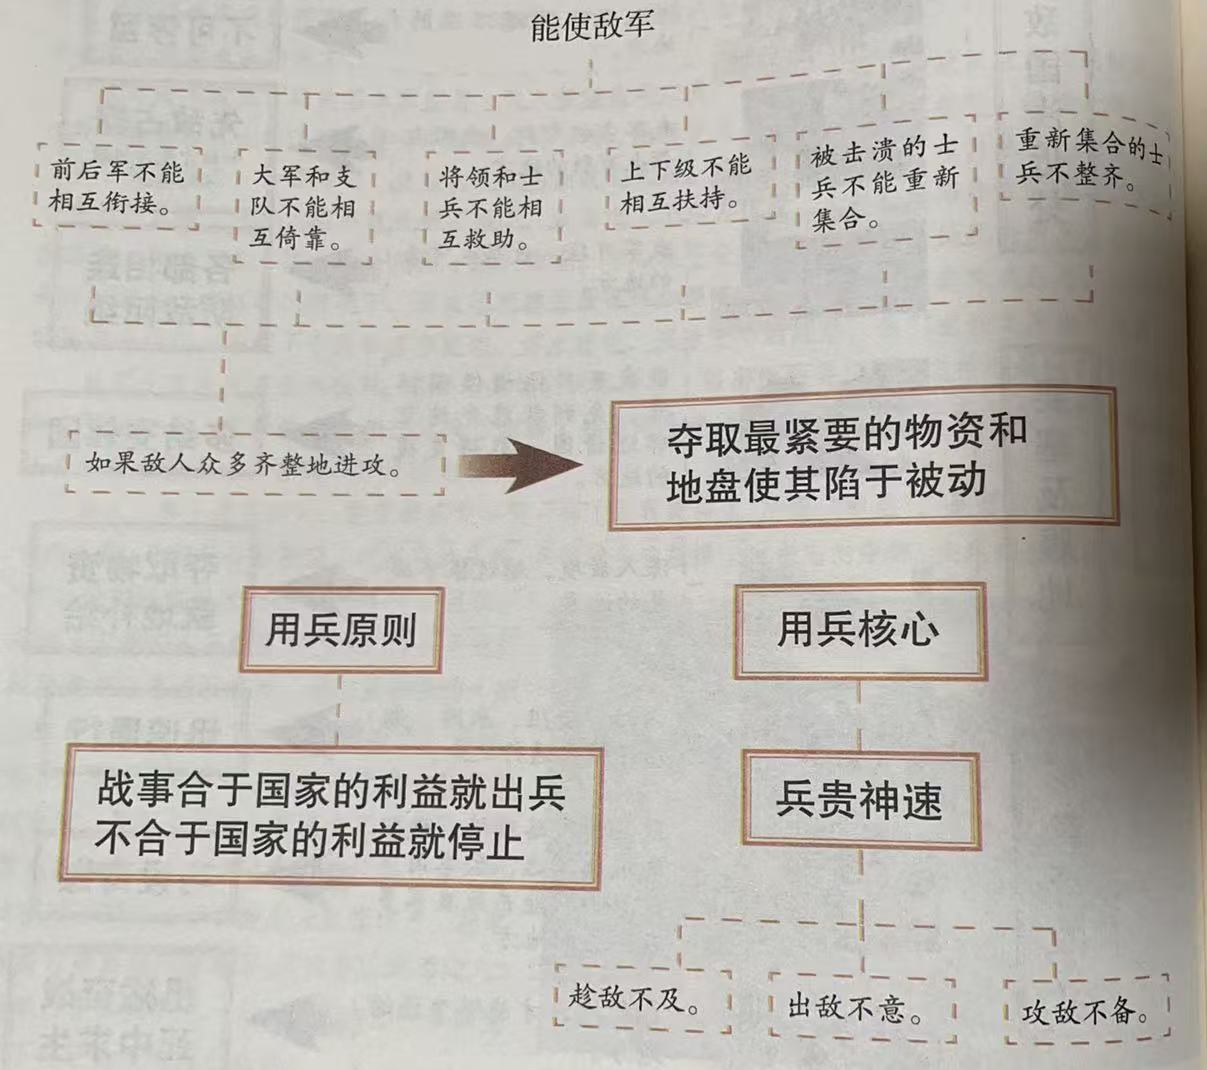 能使敌军
前后军不能
相互衔接。
大军和支
队不能相
互倚靠。
将领和士
兵不能相
互救助。
上下级不能
相互扶持。
被击溃的士
兵不能重新
集合。
重新集合的士
兵不整齐。
如果敌人众多齐整地进攻。
夺取最紧要的物资和
地盘使其陷于被动
用兵原则
战事合于国家的利益就出兵
不合于国家的利益就停止
用兵核心
兵贵神速
趁敌不及。
出敌不意。
攻敌不备。